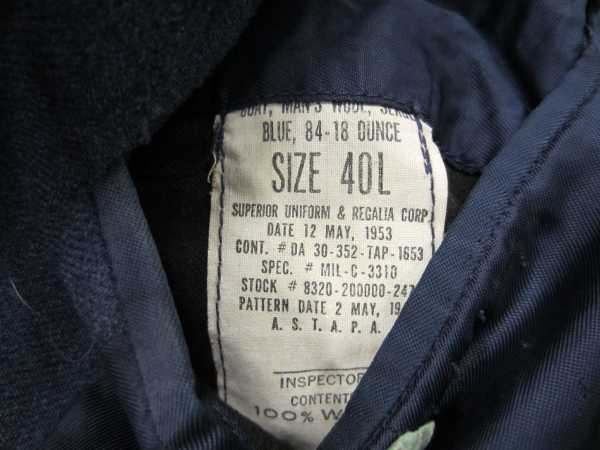 COAT, MAN'S WOOL, SERGE
BLUE, 84-18 OUNCE
SIZE 40L
SUPERIOR UNIFORM & REGALIA CORP.
DATE 12 MAY, 1953
CONT. # DA 30-352-TAP-1653
SPEC. # MIL-C-3310
STOCK # 8320-200000-247
PATTERN DATE 2 MAY, 19
A. S. T. A. P. A.
INSPECTOR
CONTENT
100% W